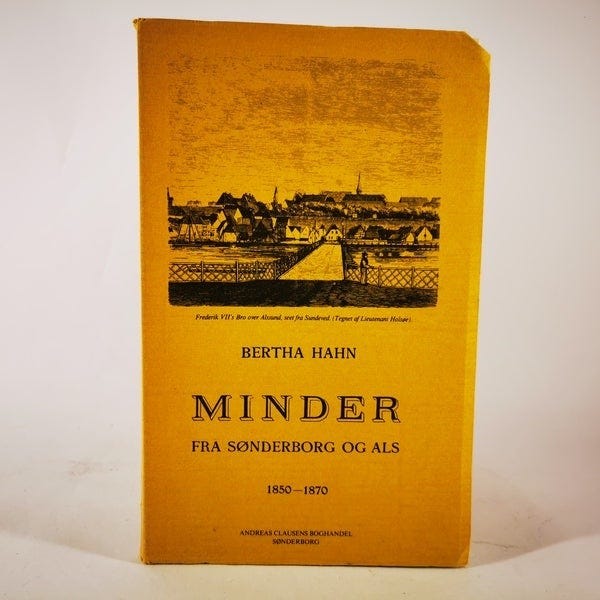 Frederik VII's Bro over Alssund, seet fra Sundeved. (Tegnet af Lieutenant Holsøe).
BERTHA HAHN
MINDER
FRA SØNDERBORG OG ALS
1850—1870
ANDREAS CLAUSENS BOGHANDEL
SØNDERBORG